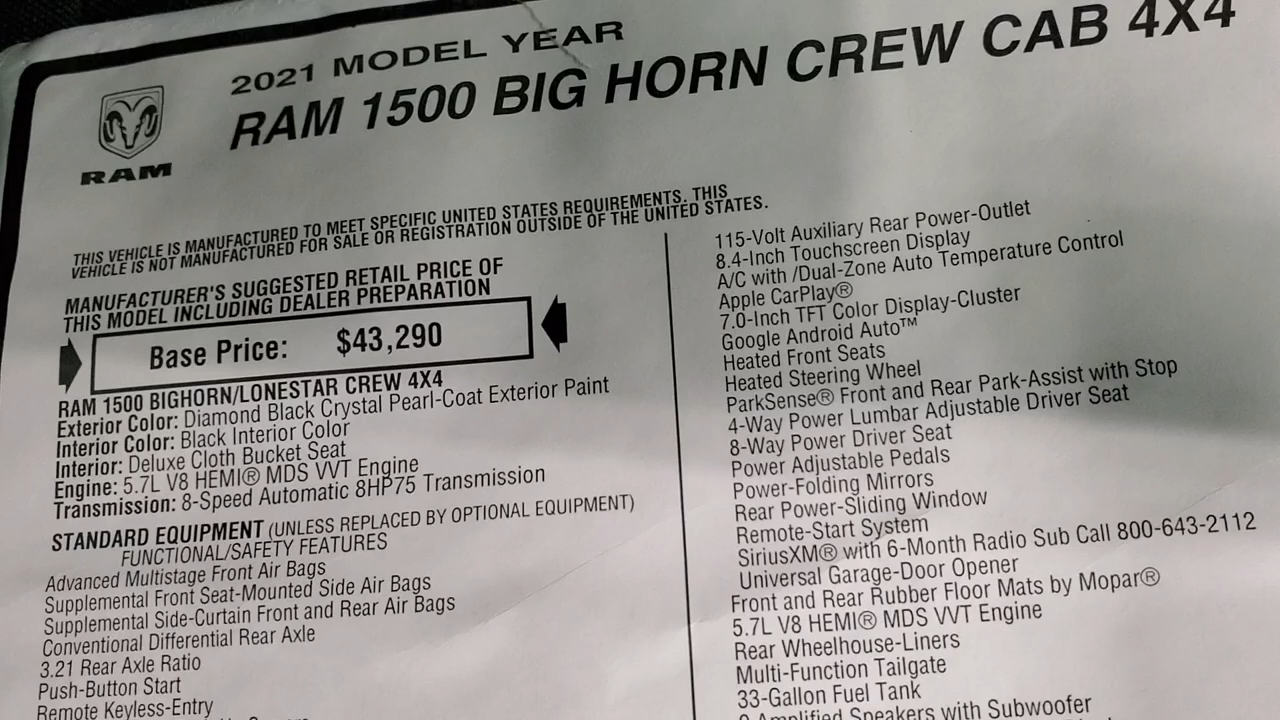 2021 MODEL YEAR
RAM 1500 BIG HORN CREW CAB 4X4
RAM
THIS VEHICLE IS MANUFACTURED TO MEET SPECIFIC UNITED STATES REQUIREMENTS. THIS
VEHICLE IS NOT MANUFACTURED FOR SALE OR REGISTRATION OUTSIDE OF THE UNITED STATES.
MANUFACTURER'S SUGGESTED RETAIL PRICE OF
THIS MODEL INCLUDING DEALER PREPARATION
Base Price: $43,290
RAM 1500 BIGHORN/LONESTAR CREW 4X4
Exterior Color: Diamond Black Crystal Pearl-Coat Exterior Paint
Interior Color: Black Interior Color
Interior: Deluxe Cloth Bucket Seat
Engine: 5.7L V8 HEMI® MDS VVT Engine
Transmission: 8-Speed Automatic 8HP75 Transmission
STANDARD EQUIPMENT (UNLESS REPLACED BY OPTIONAL EQUIPMENT)
FUNCTIONAL/SAFETY FEATURES
Advanced Multistage Front Air Bags
Supplemental Front Seat-Mounted Side Air Bags
Supplemental Side-Curtain Front and Rear Air Bags
Conventional Differential Rear Axle
3.21 Rear Axle Ratio
Push-Button Start
Remote Keyless-Entry
115-Volt Auxiliary Rear Power-Outlet
8.4-Inch Touchscreen Display
A/C with /Dual-Zone Auto Temperature Control
Apple CarPlay®
7.0-Inch TFT Color Display-Cluster
Google Android Auto™
Heated Front Seats
Heated Steering Wheel
ParkSense® Front and Rear Park-Assist with Stop
4-Way Power Lumbar Adjustable Driver Seat
8-Way Power Driver Seat
Power Adjustable Pedals
Power-Folding Mirrors
Rear Power-Sliding Window
Remote-Start System
SiriusXM® with 6-Month Radio Sub Call 800-643-2112
Universal Garage-Door Opener
Front and Rear Rubber Floor Mats by Mopar®
5.7L V8 HEMI® MDS VVT Engine
Rear Wheelhouse-Liners
Multi-Function Tailgate
33-Gallon Fuel Tank
Amplified Speakers with Subwoofer